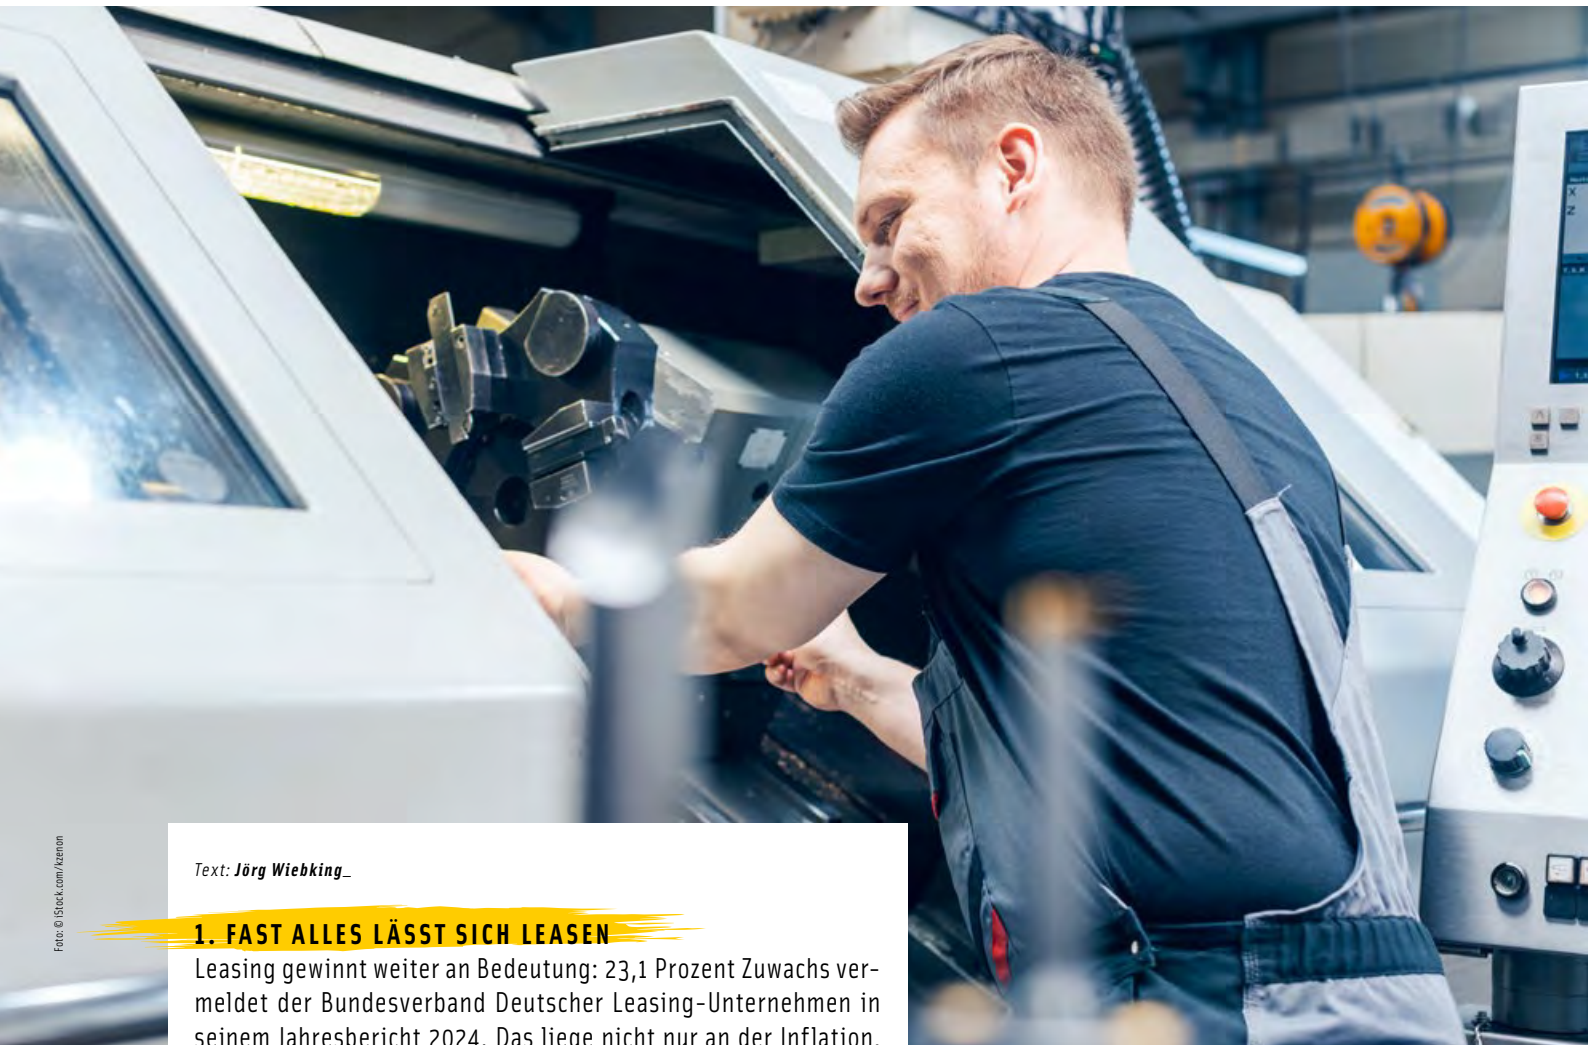 Foto: © iStock.com/kzenon
Text: Jörg Wiebking_
1. FAST ALLES LÄSST SICH LEASEN
Leasing gewinnt weiter an Bedeutung: 23,1 Prozent Zuwachs ver-
meldet der Bundesverband Deutscher Leasing-Unternehmen in
seinem Jahresbericht 2024. Das liege nicht nur an der Inflation,
X
Z